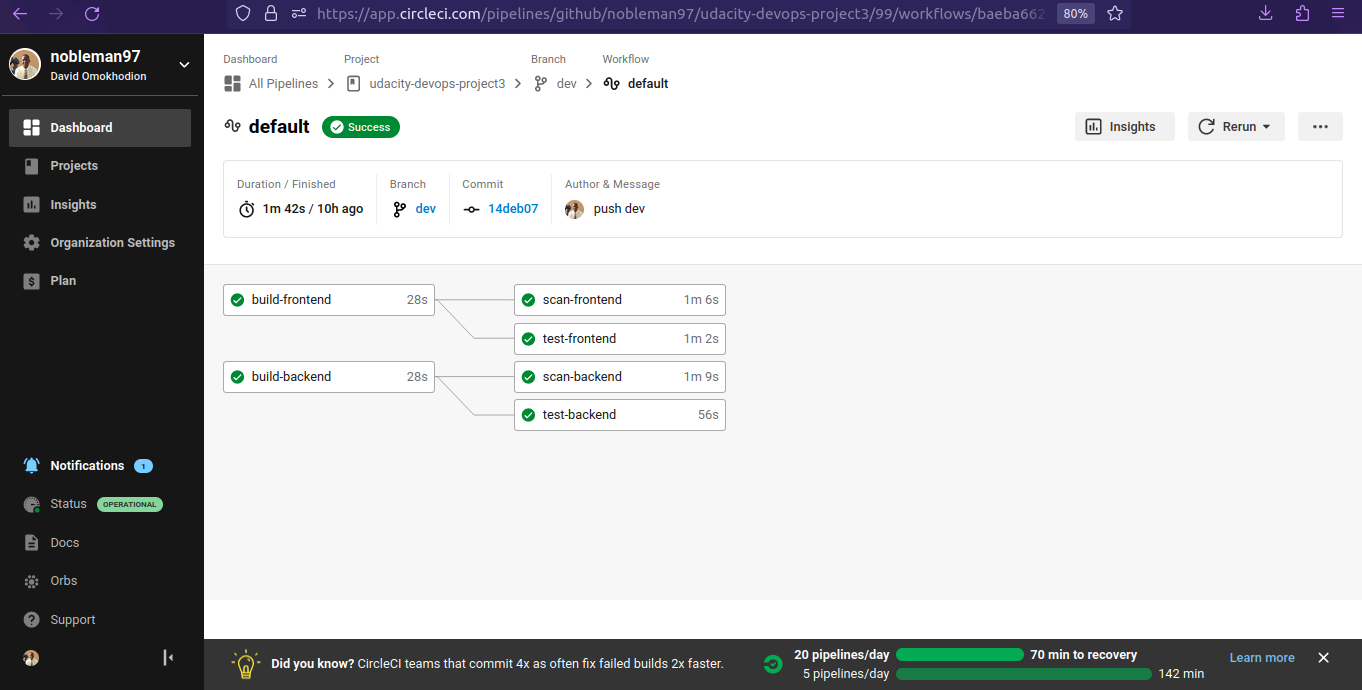 https://app.circleci.com/pipelines/github/nobleman97/udacity-devops-project3/99/workflows/baeba662
80%
nobleman97
David Omokhodion
Dashboard
Projects
Insights
Organization Settings
Plan
Notifications 1
Status OPERATIONAL
Docs
Orbs
Support
Dashboard Project Branch Workflow
All Pipelines udacity-devops-project3 dev default
default Success
Insights Rerun
Duration / Finished Branch Commit Author & Message
1m 42s / 10h ago dev 14deb07 push dev
build-frontend 28s
scan-frontend 1m 6s
test-frontend 1m 2s
build-backend 28s
scan-backend 1m 9s
test-backend 56s
Did you know? CircleCI teams that commit 4x as often fix failed builds 2x faster.
20 pipelines/day 70 min to recovery
5 pipelines/day 142 min
Learn more